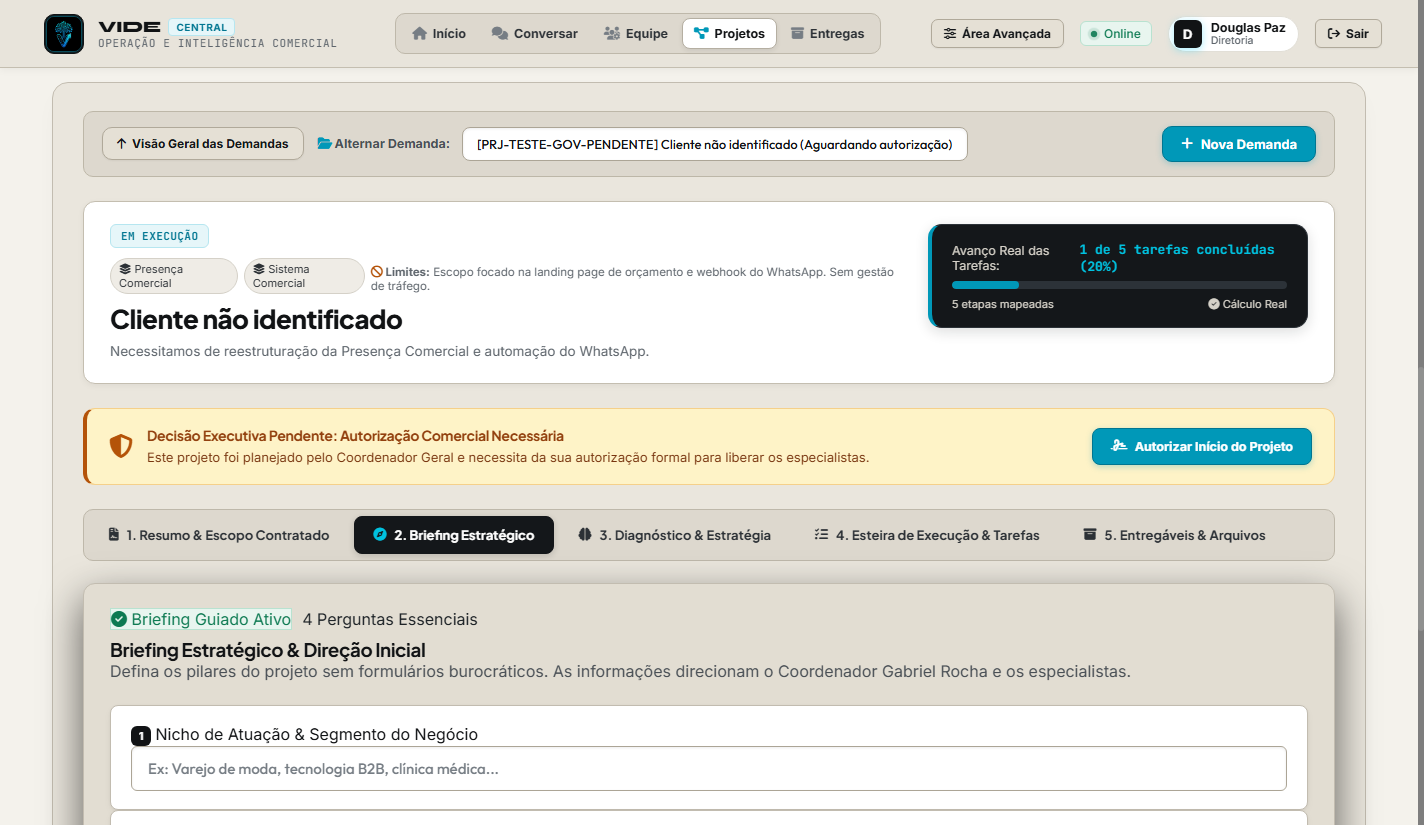 VIDE CENTRAL
OPERAÇÃO E INTELIGÊNCIA COMERCIAL
Início
Conversar
Equipe
Projetos
Entregas
Área Avançada
Online
D
Douglas Paz
Diretoria
Sair
Visão Geral das Demandas
Alternar Demanda:
[PRJ-TESTE-GOV-PENDENTE] Cliente não identificado (Aguardando autorização)
Nova Demanda
EM EXECUÇÃO
Presença
Comercial
Sistema
Comercial
Limites: Escopo focado na landing page de orçamento e webhook do WhatsApp. Sem gestão
de tráfego.
Cliente não identificado
Necessitamos de reestruturação da Presença Comercial e automação do WhatsApp.
Avanço Real das
Tarefas:
1 de 5 tarefas concluídas
(20%)
5 etapas mapeadas
Cálculo Real
Decisão Executiva Pendente: Autorização Comercial Necessária
Este projeto foi planejado pelo Coordenador Geral e necessita da sua autorização formal para liberar os especialistas.
Autorizar Início do Projeto
1. Resumo & Escopo Contratado
2. Briefing Estratégico
3. Diagnóstico & Estratégia
4. Esteira de Execução & Tarefas
5. Entregáveis & Arquivos
Briefing Guiado Ativo
4 Perguntas Essenciais
Briefing Estratégico & Direção Inicial
Defina os pilares do projeto sem formulários burocráticos. As informações direcionam o Coordenador Gabriel Rocha e os especialistas.
1 Nicho de Atuação & Segmento do Negócio
Ex: Varejo de moda, tecnologia B2B, clínica médica...